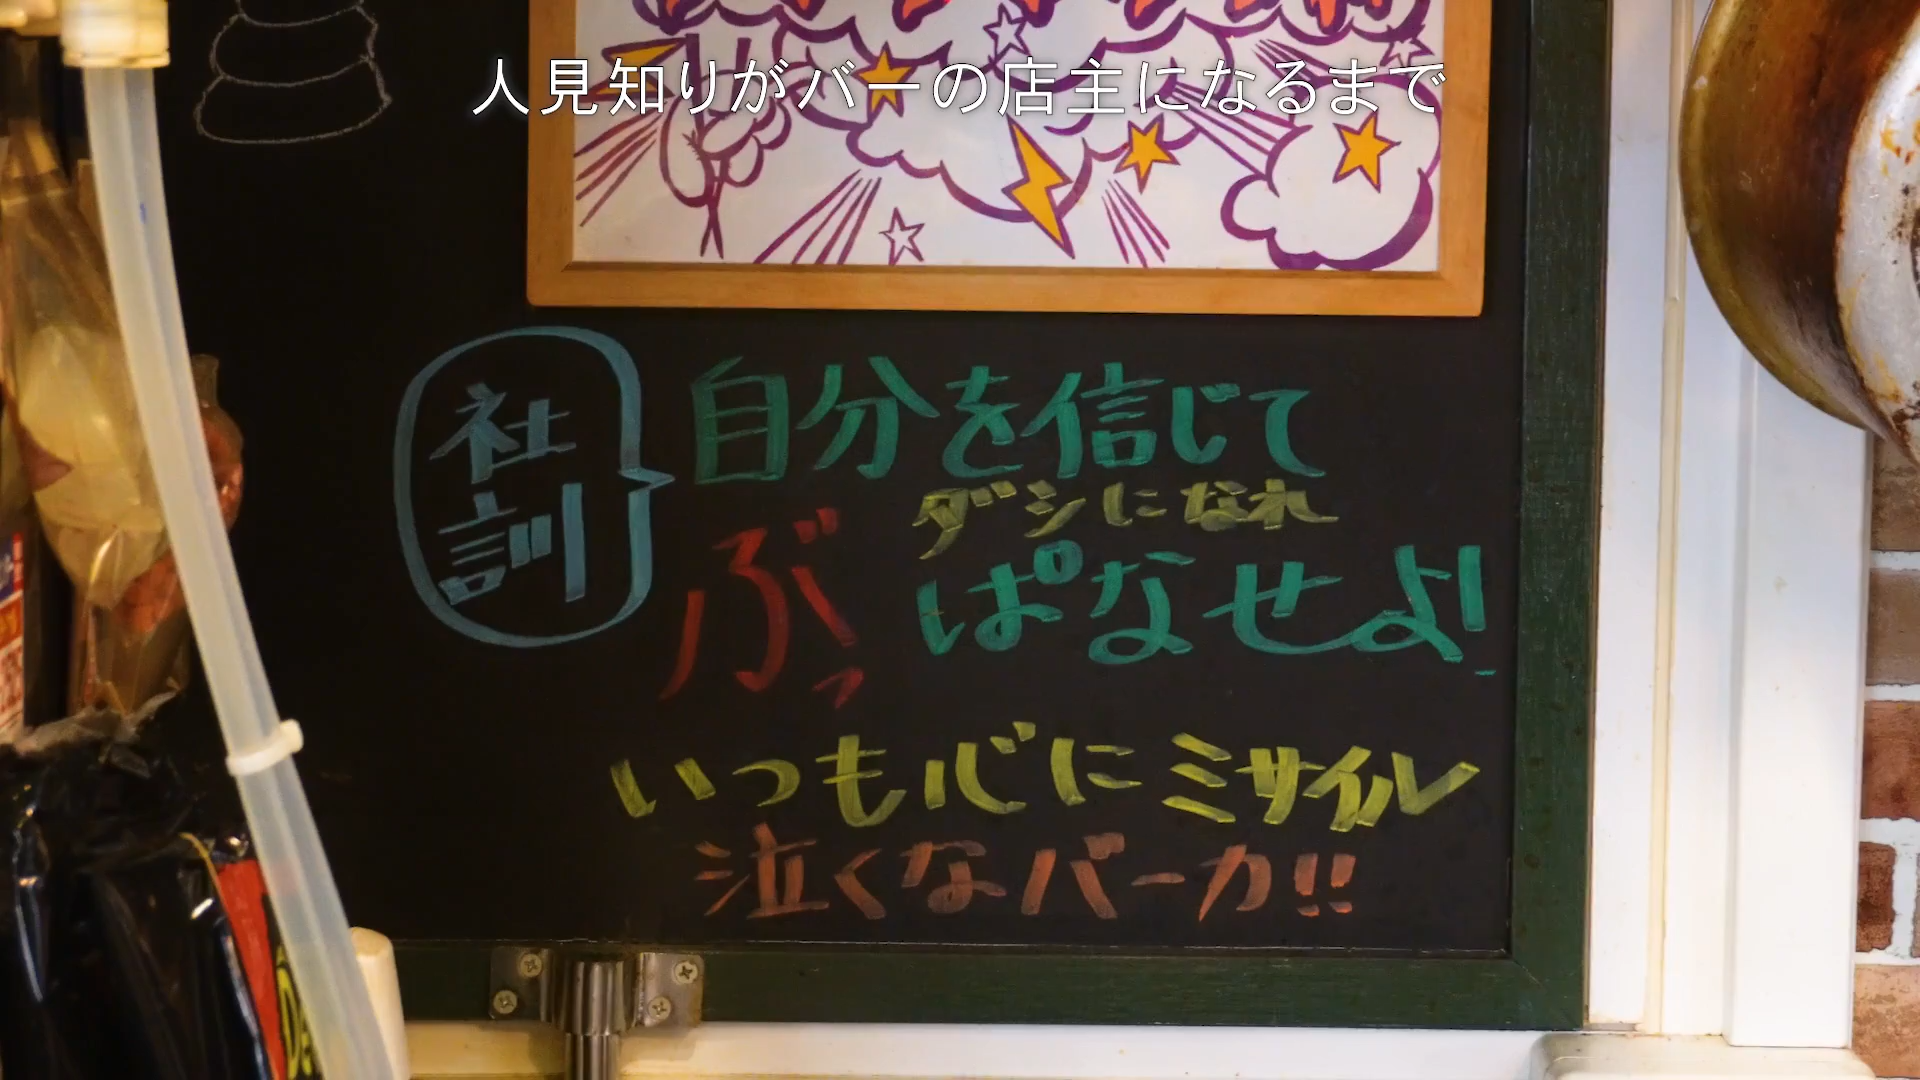 人見知りがバーの店主になるまで
社訓
自分を信じて
ダシになれ
ぶっぱなせよ!
いつも心にミサイル
泣くなバーカ!!